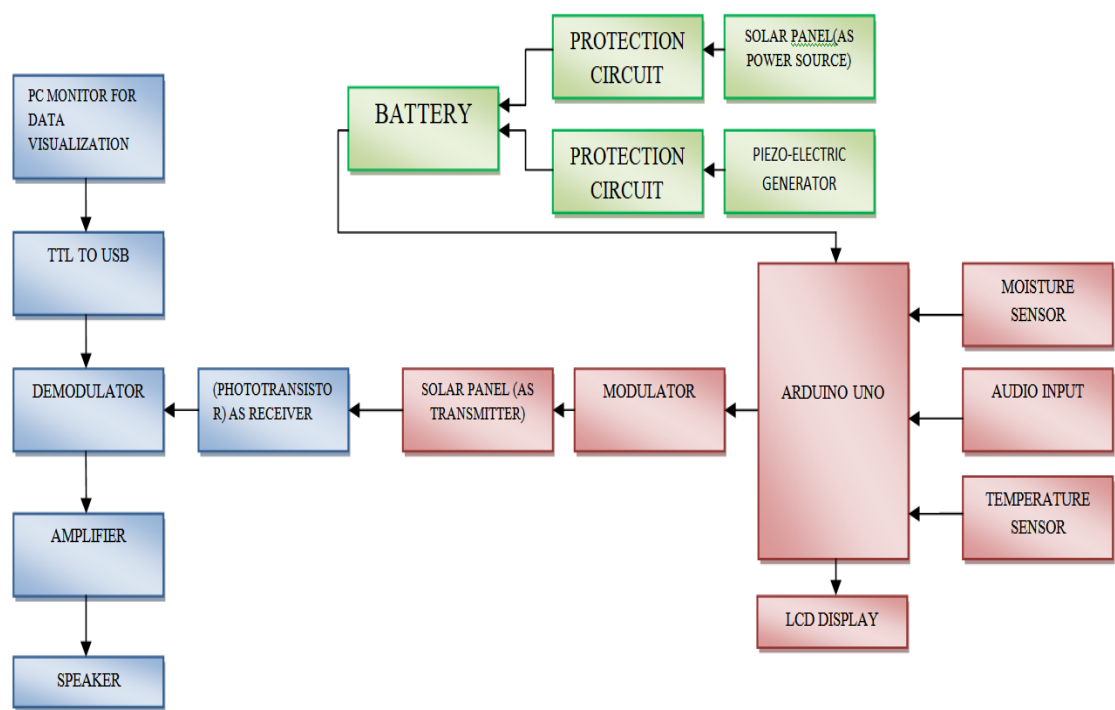 PROTECTION
CIRCUIT
SOLAR PANEL(AS
POWER SOURCE)
PC MONITOR FOR
DATA
VISUALIZATION
BATTERY
PROTECTION
CIRCUIT
PIEZO-ELECTRIC
GENERATOR
TTL TO USB
MOISTURE
SENSOR
DEMODULATOR
(PHOTOTRANSISTO
R) AS RECEIVER
SOLAR PANEL (AS
TRANSMITTER)
MODULATOR
ARDUINO UNO
AUDIO INPUT
AMPLIFIER
TEMPERATURE
SENSOR
LCD DISPLAY
SPEAKER